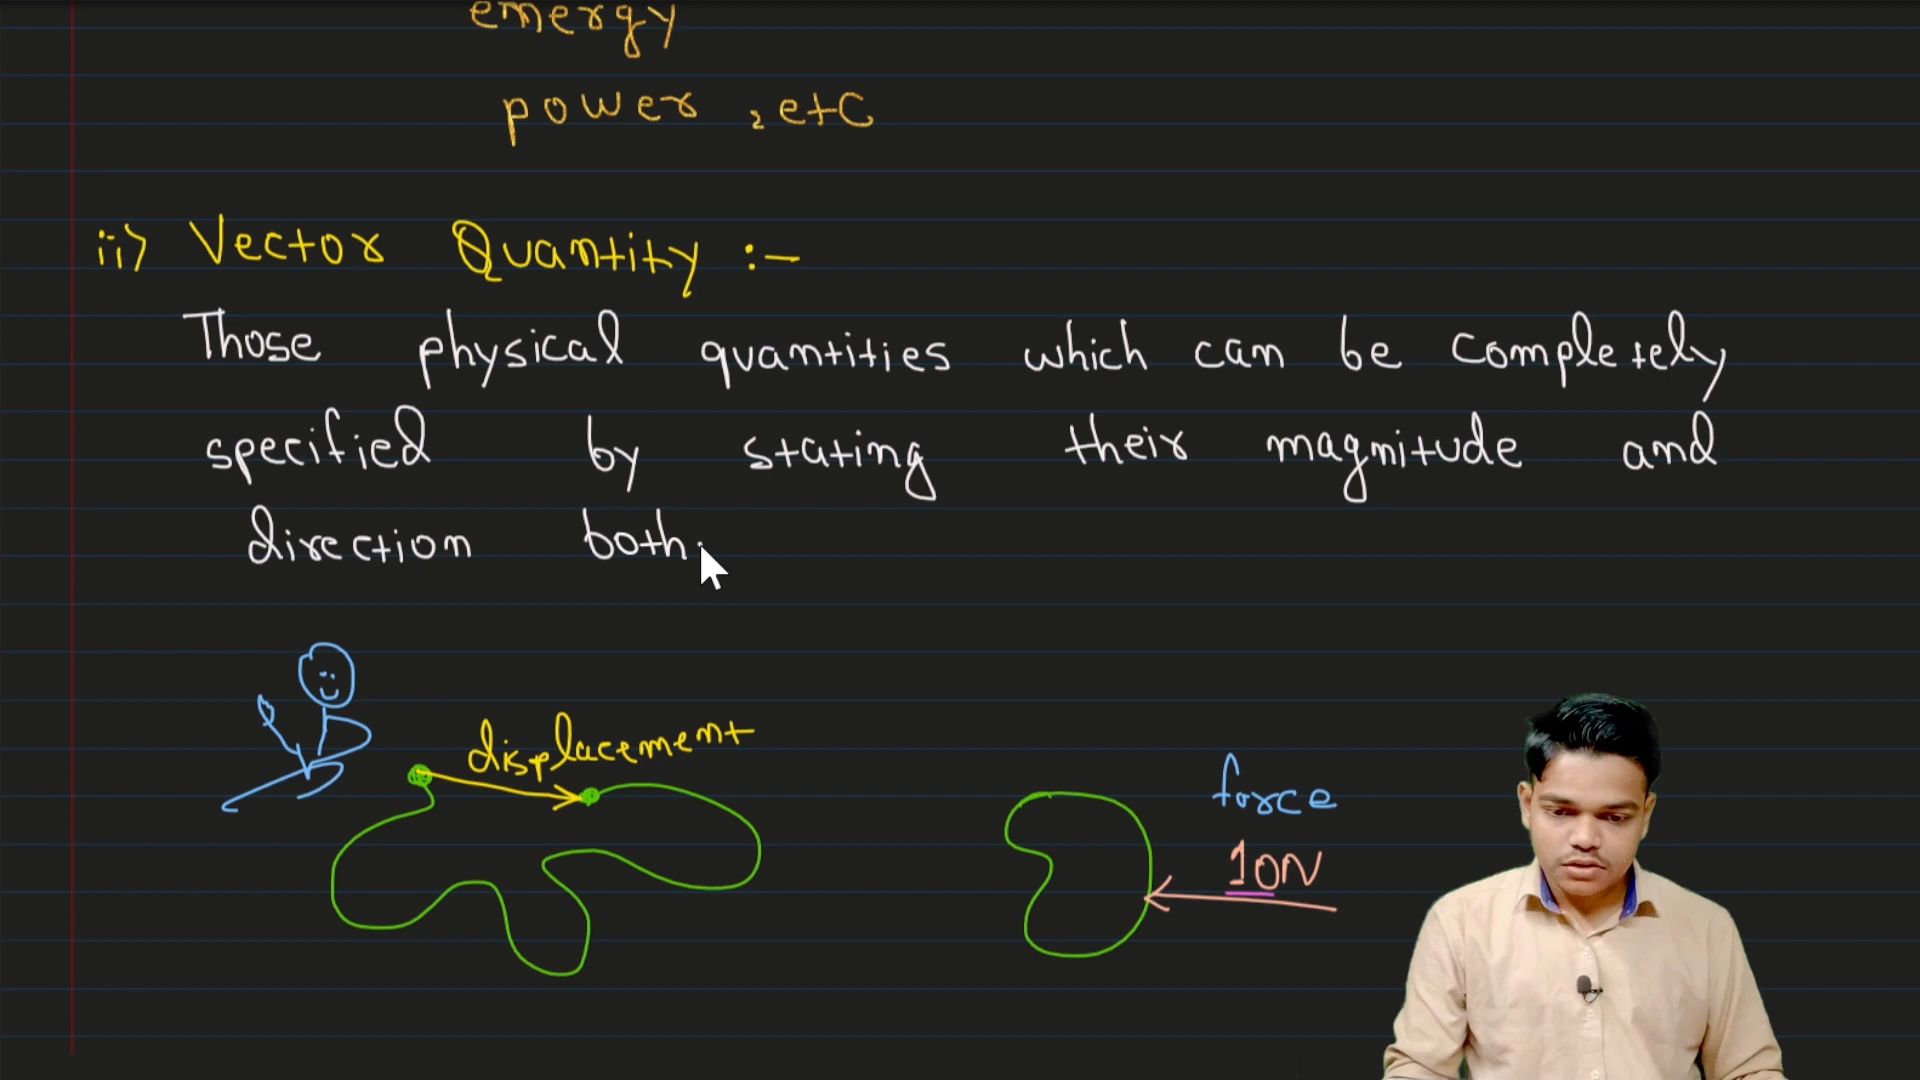 energy
power, etc
ii) Vector Quantity :-
Those physical quantities which can be completely
specified by stating their magnitude and
direction both.
displacement
force
10N